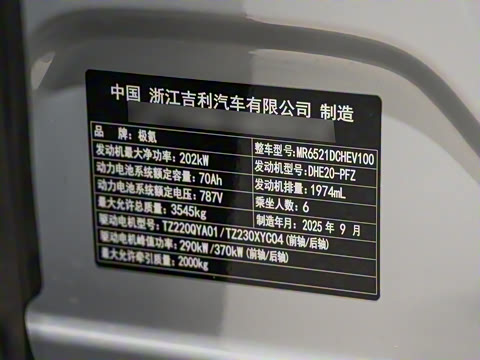 中国 浙江吉利汽车有限公司 制造
品 牌：极氪
整车型号：MR6521DCHEV100
发动机最大净功率：202kW
发动机型号：DHE20-PFZ
动力电池系统额定容量：70Ah
发动机排量：1974mL
动力电池系统额定电压：787V
乘坐人数：6
最大允许总质量：3545kg
制造年月：2025 年 9 月
驱动电机型号：TZ220QYA01/TZ230XYC04(前轴/后轴)
驱动电机峰值功率：290kW/370kW(前轴/后轴)
最大允许牵引质量：2000kg